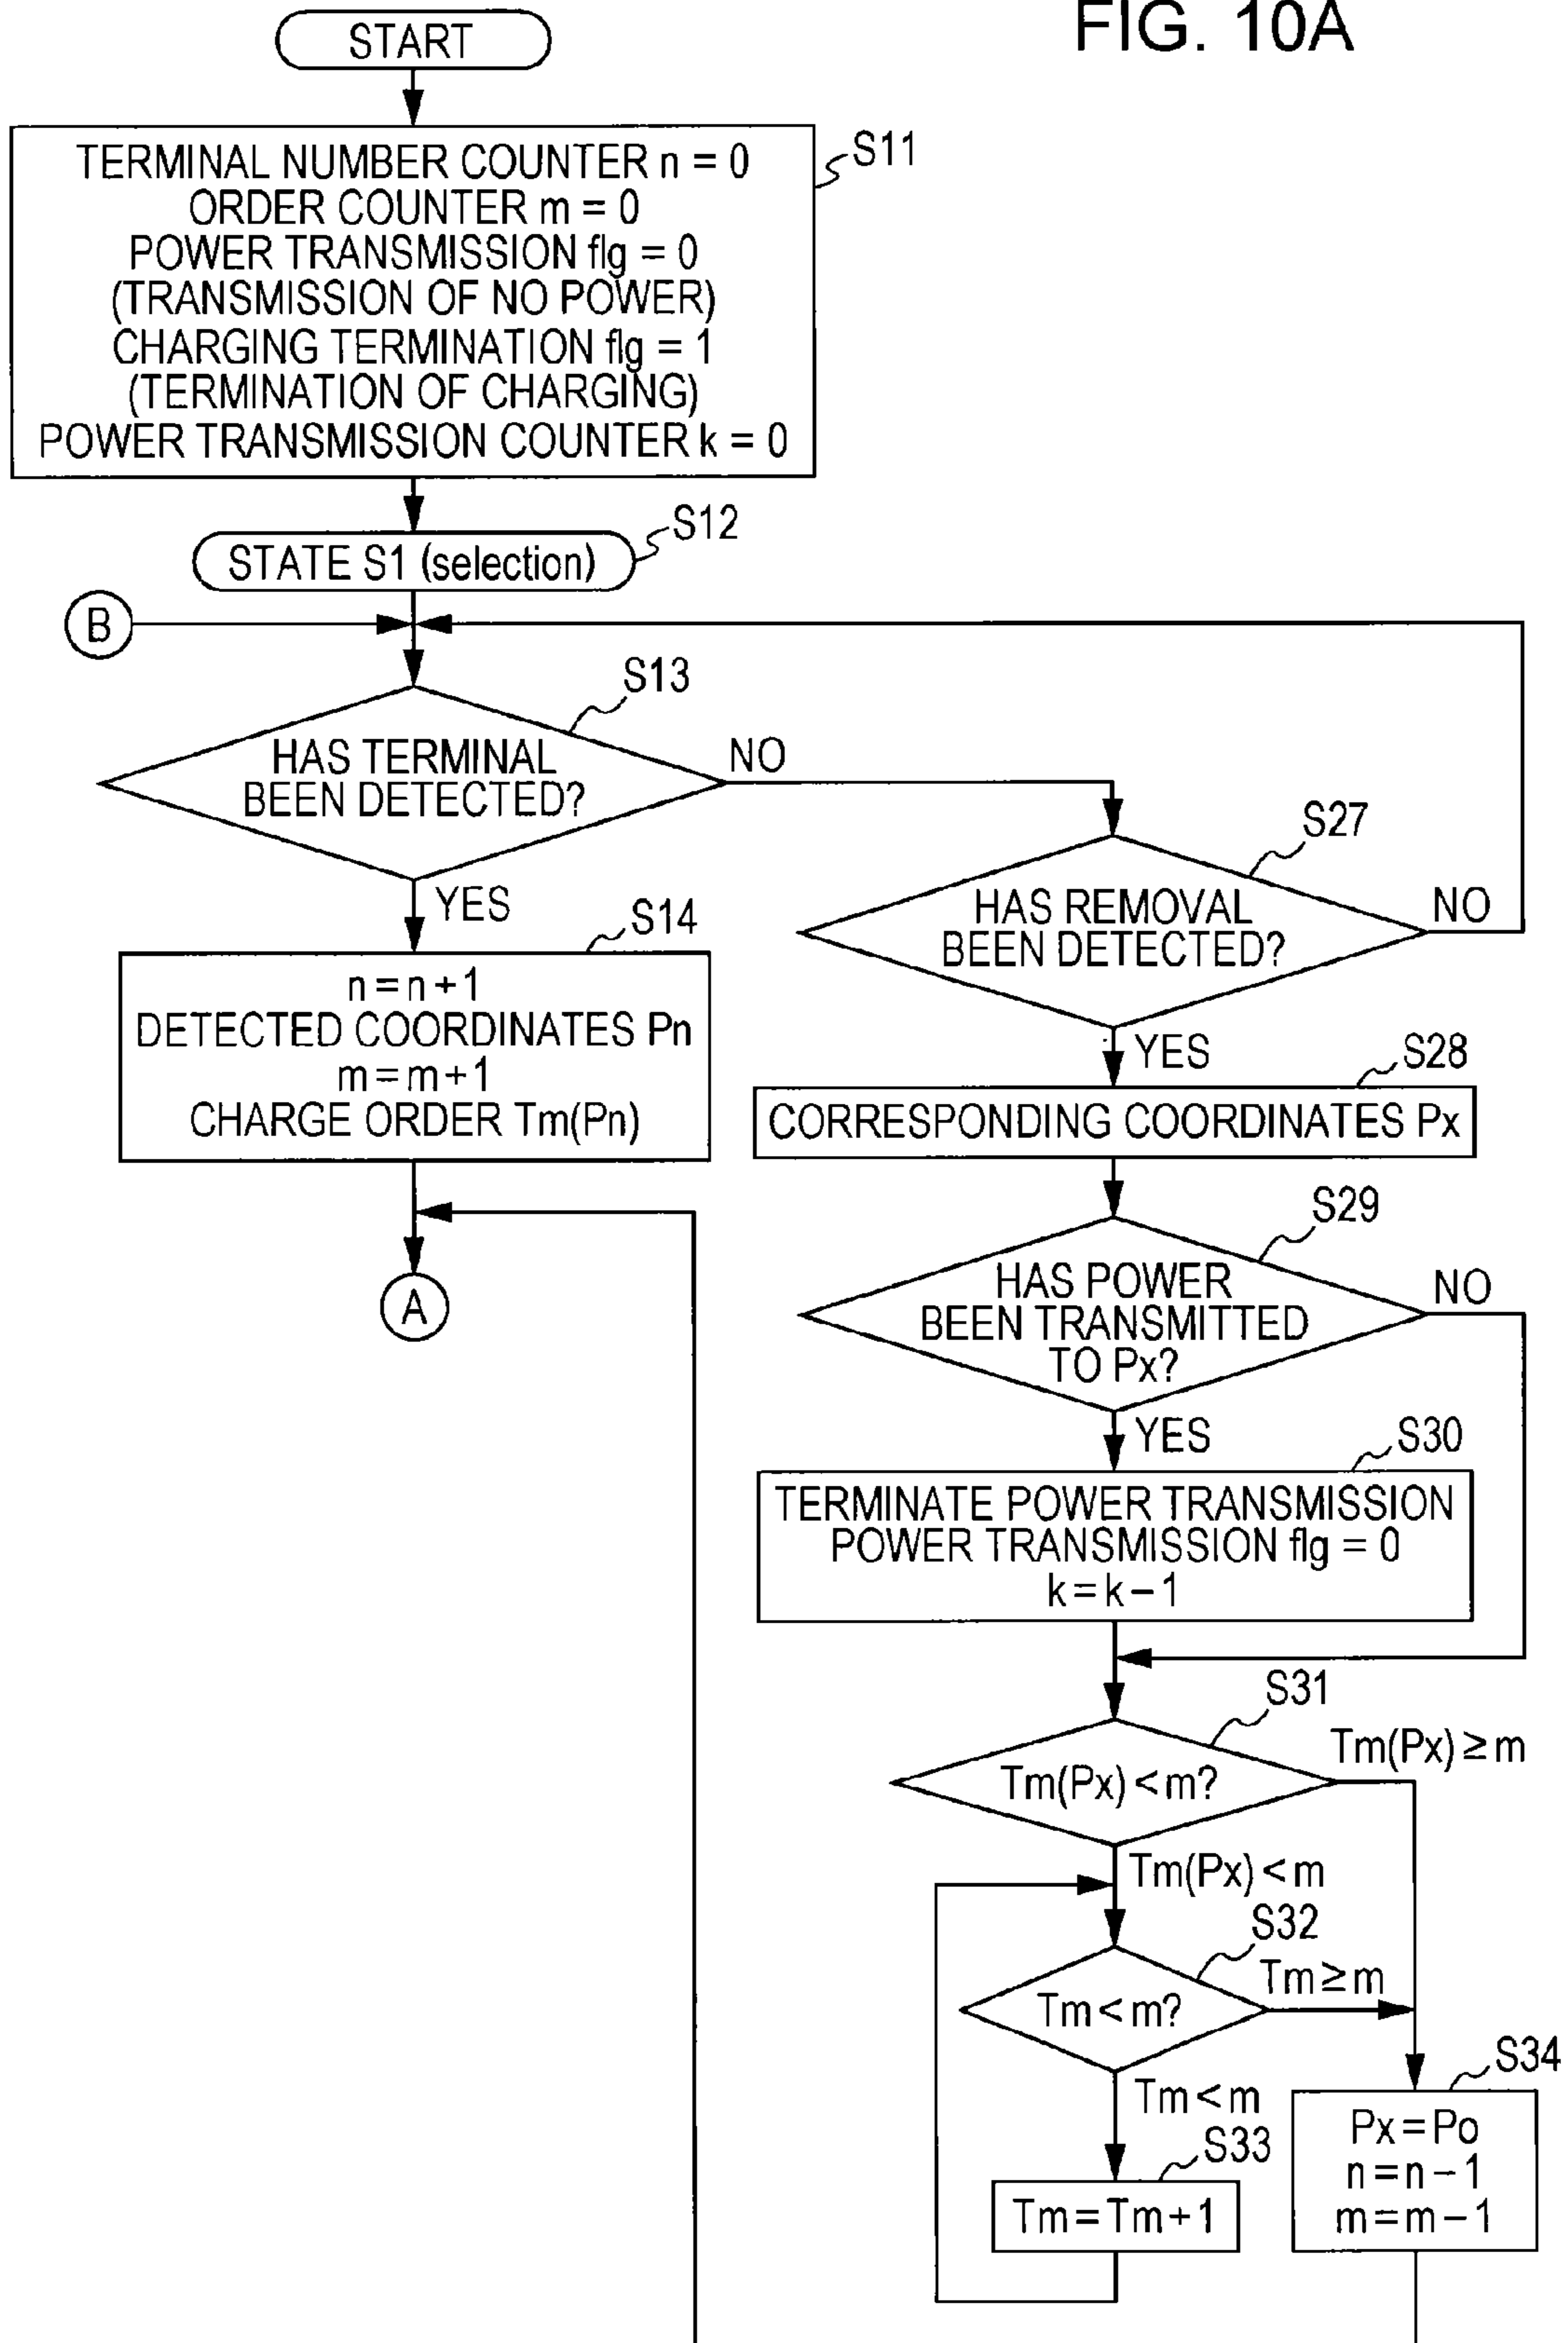 FIG. 10A
START
S11
TERMINAL NUMBER COUNTER n = 0
ORDER COUNTER m = 0
POWER TRANSMISSION flg = 0
(TRANSMISSION OF NO POWER)
CHARGING TERMINATION flg = 1
(TERMINATION OF CHARGING)
POWER TRANSMISSION COUNTER k = 0
S12
STATE S1 (selection)
B
S13
HAS TERMINAL
BEEN DETECTED?
NO
YES
S14
n = n + 1
DETECTED COORDINATES Pn
m = m + 1
CHARGE ORDER Tm(Pn)
A
S27
HAS REMOVAL
BEEN DETECTED?
NO
YES
S28
CORRESPONDING COORDINATES Px
S29
HAS POWER
BEEN TRANSMITTED
TO Px?
NO
YES
S30
TERMINATE POWER TRANSMISSION
POWER TRANSMISSION flg = 0
k = k − 1
S31
Tm(Px) < m?
Tm(Px) ≥ m
Tm(Px) < m
S32
Tm < m?
Tm ≥ m
Tm < m
S33
Tm = Tm + 1
S34
Px = Po
n = n − 1
m = m − 1